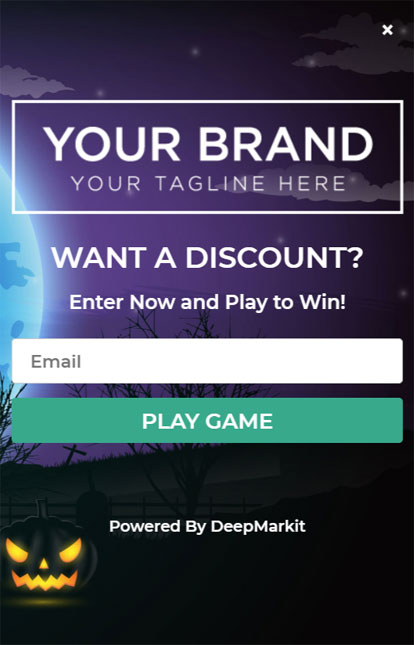 ×
YOUR BRAND
YOUR TAGLINE HERE
WANT A DISCOUNT?
Enter Now and Play to Win!
Email
PLAY GAME
Powered By DeepMarkit